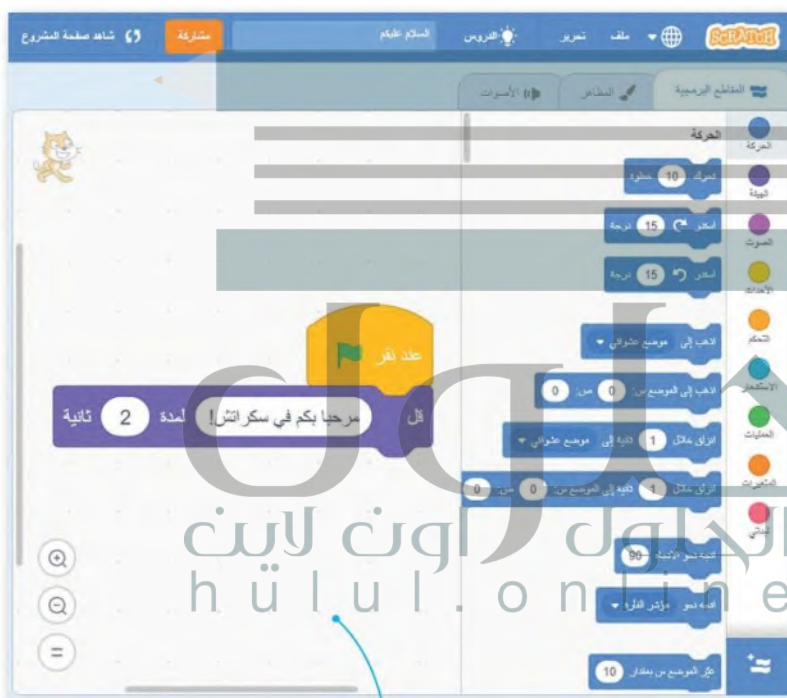 SCRATCH ملف تحرير الدروس السلام عليكم مشاركة شاهد صفحة المشروع
المقاطع البرمجية المظاهر الأصوات
الحركة
الحركة
تحرك 10 خطوة
الهيئة
استدر 15 درجة
الصوت
استدر 15 درجة
الأحداث
التحكم
اذهب إلى موضع عشوائي
الاستشعار
اذهب إلى الموضع س: 0 ص: 0
العمليات
انزلق خلال 1 ثانية إلى موضع عشوائي
المتغيرات
انزلق خلال 1 ثانية إلى الموضع س: 0 ص: 0
لبناتي
اتجه نحو الاتجاه 90
اتجه نحو مؤشر الفأرة
غيّر الموضع س بمقدار 10
عند نقر
قل مرحبا بكم في سكراتش! لمدة 2 ثانية
حلول
الحلول اون لاين
hülul.online